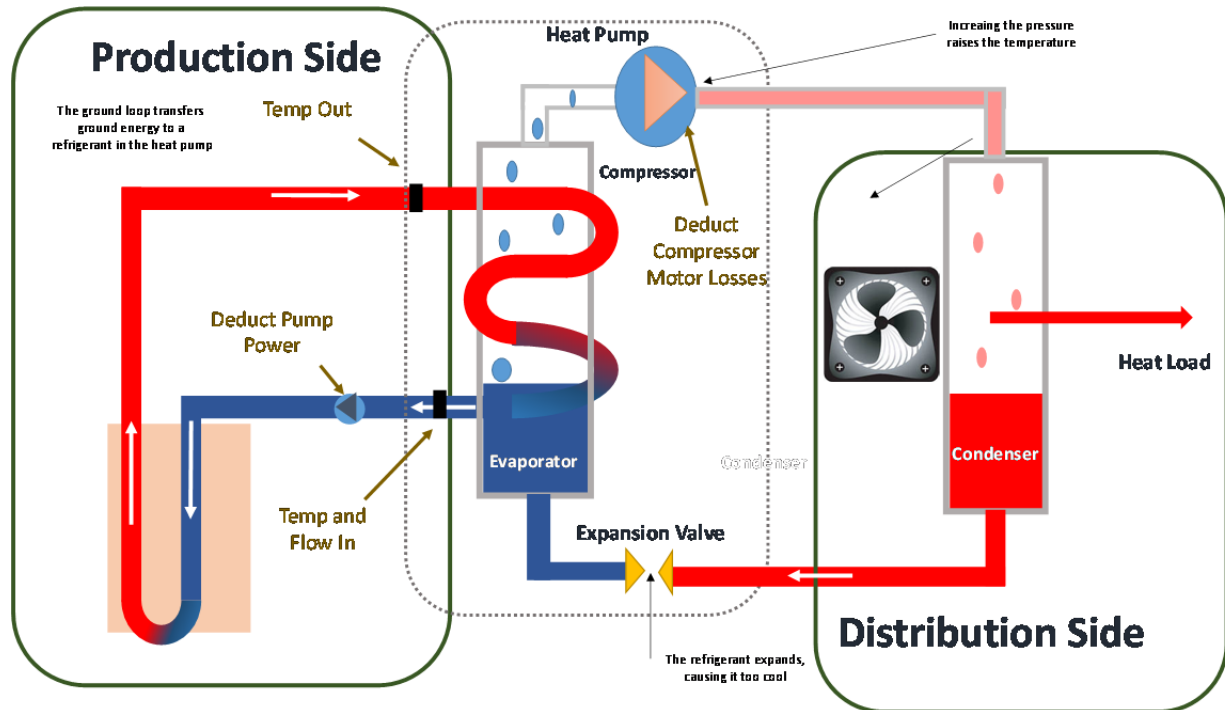 Production Side
The ground loop transfers
ground energy to a
refrigerant in the heat pump
Temp Out
Heat Pump
Increaing the pressure
raises the temperature
Compressor
Deduct
Compressor
Motor Losses
Deduct Pump
Power
Evaporator
Condenser
Condenser
Heat Load
Temp and
Flow In
Expansion Valve
Distribution Side
The refrigerant expands,
causing it too cool